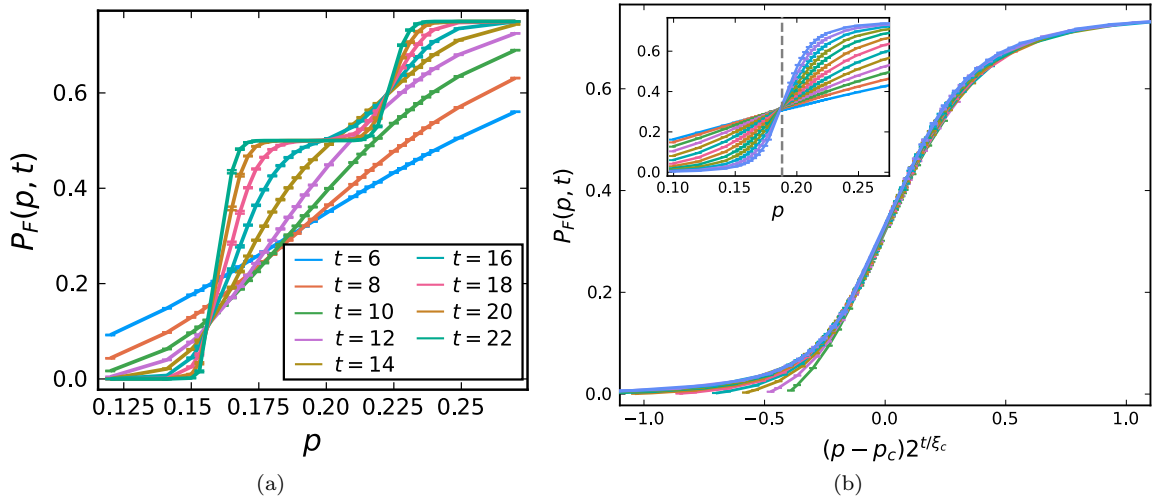 P_F(p, t)
0.6
0.4
0.2
0.0
t = 6
t = 8
t = 10
t = 12
t = 14
t = 16
t = 18
t = 20
t = 22
0.125 0.15 0.175 0.20 0.225 0.25
p
(a)
P_F(p, t)
0.6
0.4
0.2
0.0
0.6
0.4
0.2
0.0
0.10 0.15 0.20 0.25
p
−1.0 −0.5 0.0 0.5 1.0
(p − p_c)2^{t/ξ_c}
(b)